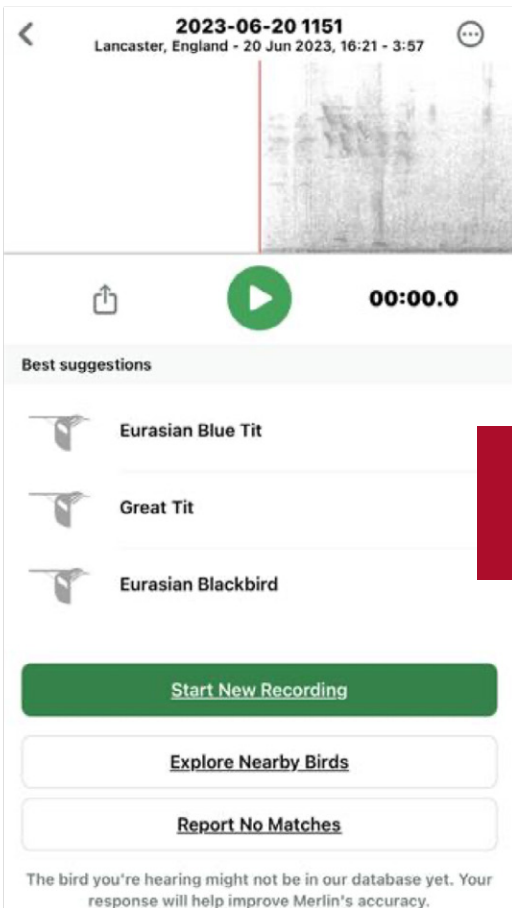 2023-06-20 1151
Lancaster, England - 20 Jun 2023, 16:21 - 3:57
00:00.0
Best suggestions
Eurasian Blue Tit
Great Tit
Eurasian Blackbird
Start New Recording
Explore Nearby Birds
Report No Matches
The bird you're hearing might not be in our database yet. Your
response will help improve Merlin's accuracy.